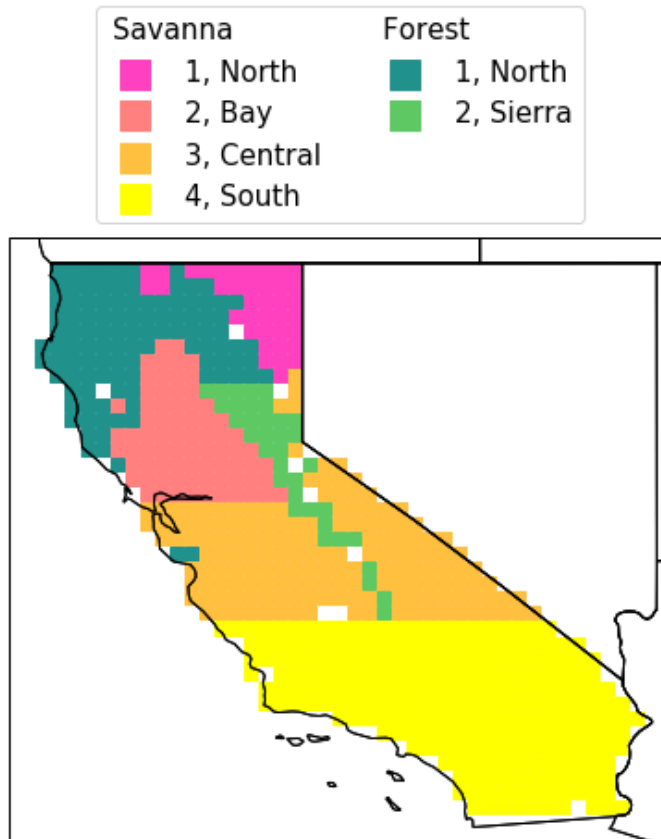 Savanna
1, North
2, Bay
3, Central
4, South
Forest
1, North
2, Sierra